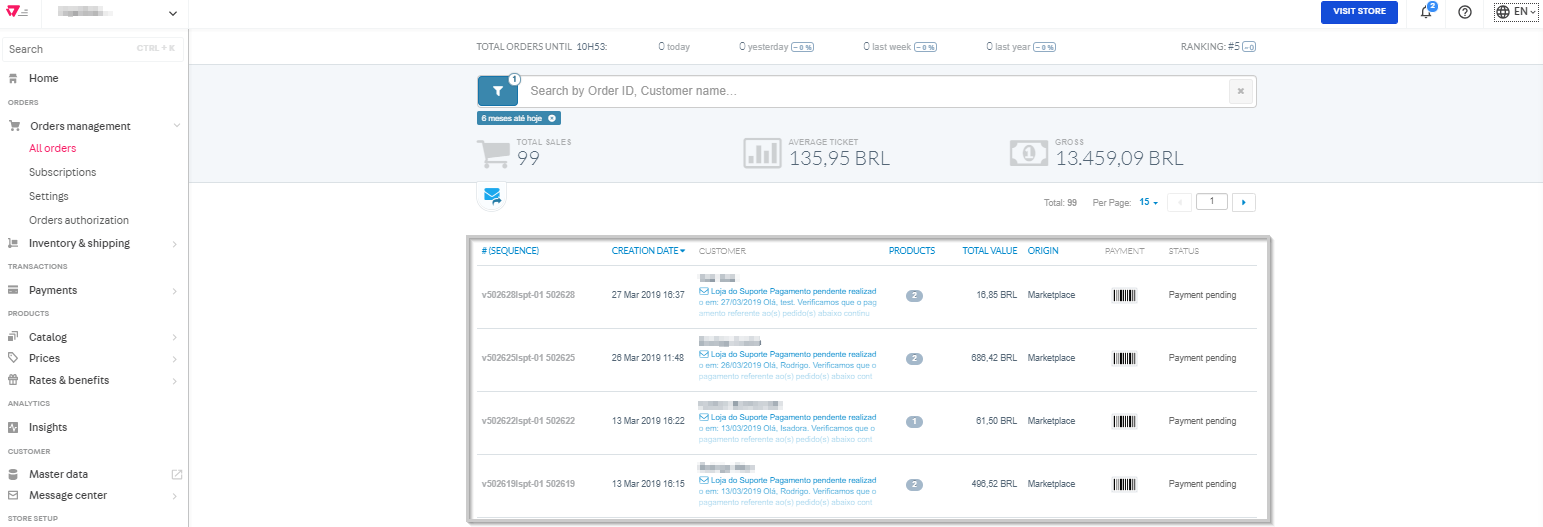 VISIT STORE
2
EN
Search CTRL + K
Home
ORDERS
Orders management
All orders
Subscriptions
Settings
Orders authorization
Inventory & shipping
TRANSACTIONS
Payments
PRODUCTS
Catalog
Prices
Rates & benefits
ANALYTICS
Insights
CUSTOMER
Master data
Message center
STORE SETUP
TOTAL ORDERS UNTIL 10H53: 0 today 0 yesterday – 0 % 0 last week – 0 % 0 last year – 0 % RANKING: #5 – 0
1
Search by Order ID, Customer name...
6 meses até hoje
TOTAL SALES
99
AVERAGE TICKET
135,95 BRL
GROSS
13.459,09 BRL
Total: 99 Per Page: 15 1
# (SEQUENCE) CREATION DATE CUSTOMER PRODUCTS TOTAL VALUE ORIGIN PAYMENT STATUS
v502628lspt-01 502628 27 Mar 2019 16:37
Loja do Suporte Pagamento pendente realizad
o em: 27/03/2019 Olá, test. Verificamos que o pag
amento referente ao(s) pedido(s) abaixo continu
2 16,85 BRL Marketplace Payment pending
v502625lspt-01 502625 26 Mar 2019 11:48
Loja do Suporte Pagamento pendente realizad
o em: 26/03/2019 Olá, Rodrigo. Verificamos que o
pagamento referente ao(s) pedido(s) abaixo cont
2 686,42 BRL Marketplace Payment pending
v502622lspt-01 502622 13 Mar 2019 16:22
Loja do Suporte Pagamento pendente realizad
o em: 13/03/2019 Olá, Isadora. Verificamos que o
pagamento referente ao(s) pedido(s) abaixo cont
1 61,50 BRL Marketplace Payment pending
v502619lspt-01 502619 13 Mar 2019 16:15
Loja do Suporte Pagamento pendente realizad
o em: 13/03/2019 Olá, Rodrigo. Verificamos que o
pagamento referente ao(s) pedido(s) abaixo cont
2 496,52 BRL Marketplace Payment pending